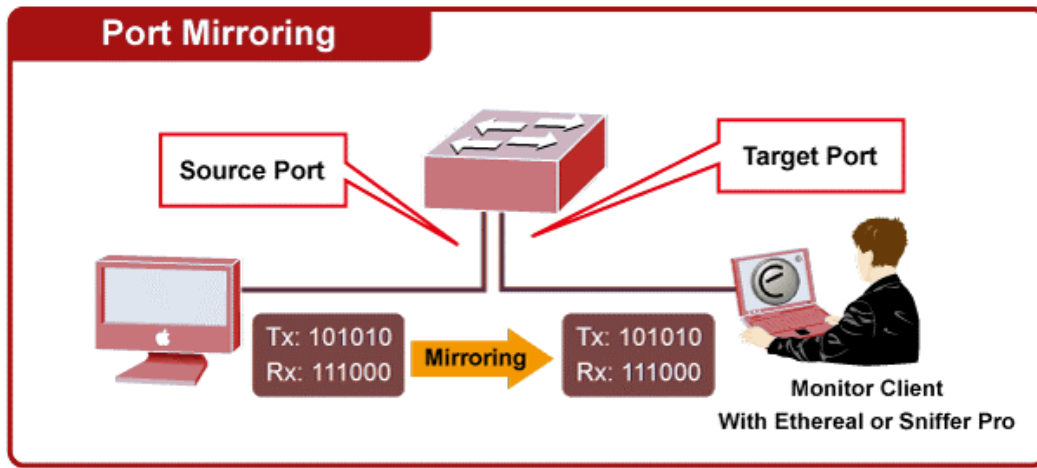 Port Mirroring
Source Port
Target Port
Tx: 101010
Rx: 111000
Mirroring
Tx: 101010
Rx: 111000
Monitor Client
With Ethereal or Sniffer Pro